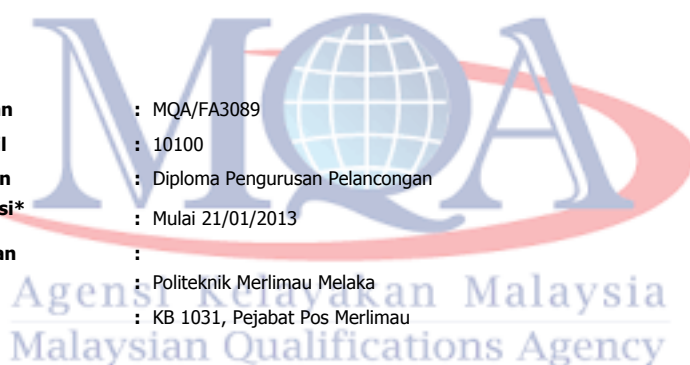 MQA
an : MQA/FA3089
l : 10100
n : Diploma Pengurusan Pelancongan
si* : Mulai 21/01/2013
an :
: Politeknik Merlimau Melaka
: KB 1031, Pejabat Pos Merlimau
Agensi Kelayakan Malaysia
Malaysian Qualifications Agency